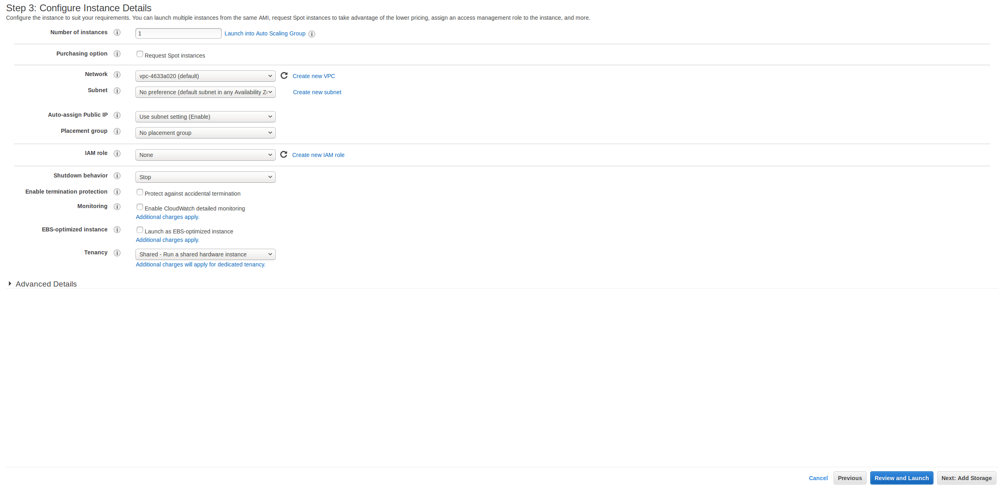 Step 3: Configure Instance Details
Configure the instance to suit your requirements. You can launch multiple instances from the same AMI, request Spot instances to take advantage of the lower pricing, assign an access management role to the instance, and more.
Number of instances 1 Launch into Auto Scaling Group
Purchasing option Request Spot instances
Network vpc-4633a020 (default) Create new VPC
Subnet No preference (default subnet in any Availability Create new subnet
Auto-assign Public IP Use subnet setting (Enable)
Placement group No placement group
IAM role None Create new IAM role
Shutdown behavior Stop
Enable termination protection Protect against accidental termination
Monitoring Enable CloudWatch detailed monitoring
Additional charges apply.
EBS-optimized instance Launch as EBS-optimized instance
Additional charges apply.
Tenancy Shared - Run a shared hardware instance
Additional charges will apply for dedicated tenancy.
Advanced Details
Cancel Previous Review and Launch Next: Add Storage